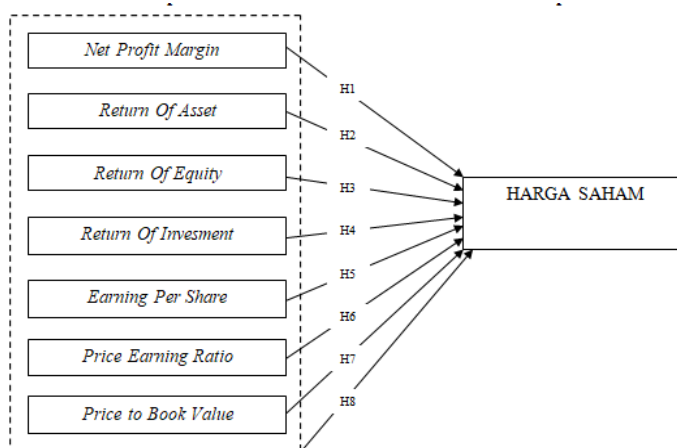 Net Profit Margin
H1
Return Of Asset
H2
Return Of Equity
H3
HARGA SAHAM
Return Of Invesment
H4
Earning Per Share
H5
Price Earning Ratio
H6
H7
Price to Book Value
H8